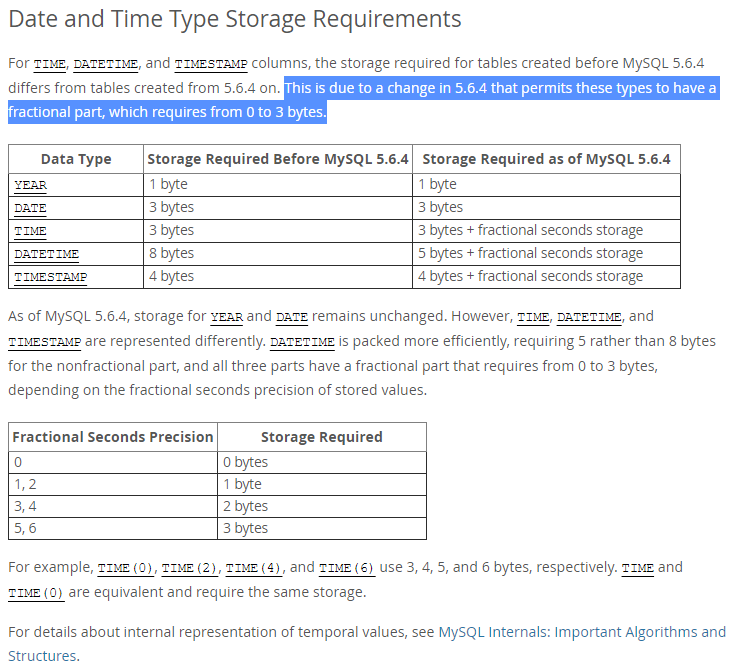 Date and Time Type Storage Requirements
For TIME, DATETIME, and TIMESTAMP columns, the storage required for tables created before MySQL 5.6.4
differs from tables created from 5.6.4 on. This is due to a change in 5.6.4 that permits these types to have a
fractional part, which requires from 0 to 3 bytes.
Data Type Storage Required Before MySQL 5.6.4 Storage Required as of MySQL 5.6.4
YEAR 1 byte 1 byte
DATE 3 bytes 3 bytes
TIME 3 bytes 3 bytes + fractional seconds storage
DATETIME 8 bytes 5 bytes + fractional seconds storage
TIMESTAMP 4 bytes 4 bytes + fractional seconds storage
As of MySQL 5.6.4, storage for YEAR and DATE remains unchanged. However, TIME, DATETIME, and
TIMESTAMP are represented differently. DATETIME is packed more efficiently, requiring 5 rather than 8 bytes
for the nonfractional part, and all three parts have a fractional part that requires from 0 to 3 bytes,
depending on the fractional seconds precision of stored values.
Fractional Seconds Precision Storage Required
0 0 bytes
1, 2 1 byte
3, 4 2 bytes
5, 6 3 bytes
For example, TIME(0), TIME(2), TIME(4), and TIME(6) use 3, 4, 5, and 6 bytes, respectively. TIME and
TIME(0) are equivalent and require the same storage.
For details about internal representation of temporal values, see MySQL Internals: Important Algorithms and
Structures.